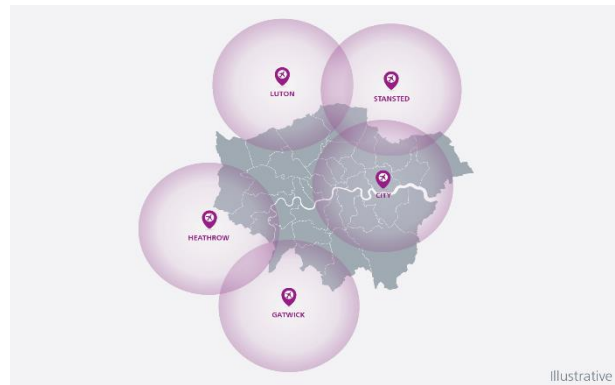 LUTON
STANSTED
CITY
HEATHROW
GATWICK
Illustrative